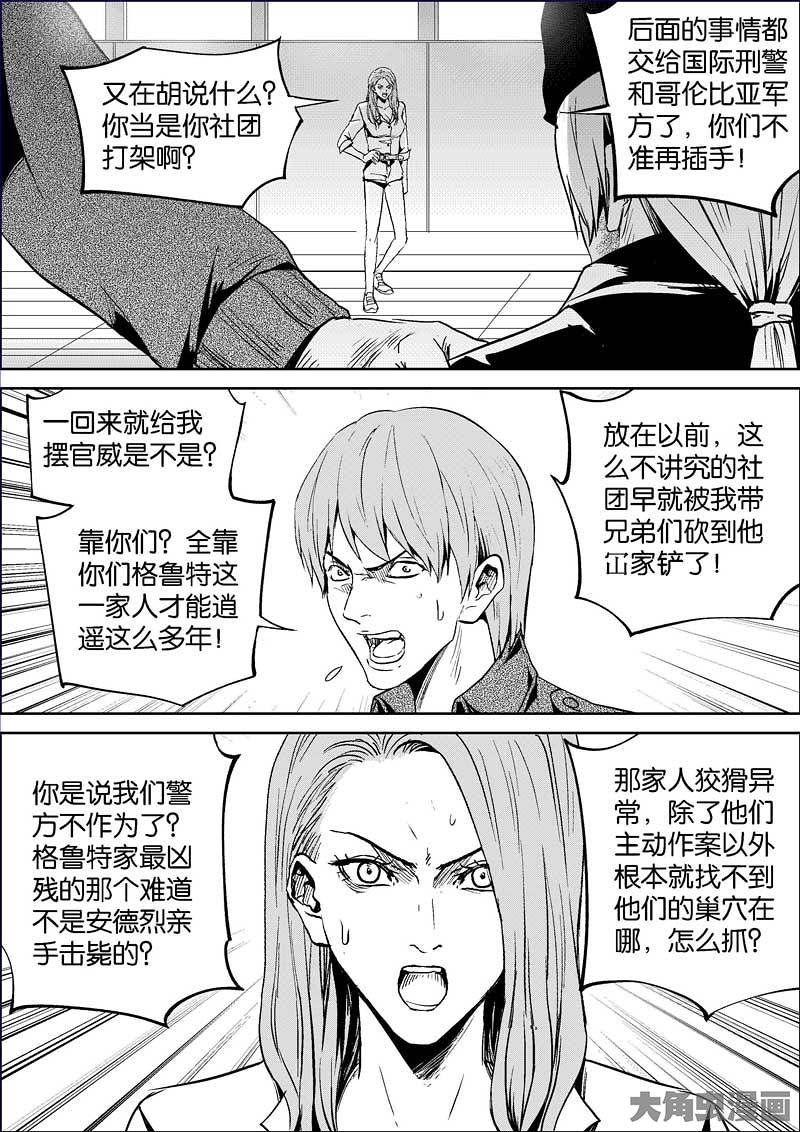 又在胡说什么？
你当是你社团
打架啊？
后面的事情都
交给国际刑警
和哥伦比亚军
方了，你们不
准再插手！
一回来就给我
摆官威是不是？
靠你们？全靠
你们格鲁特这
一家人才能逍
遥这么多年！
放在以前，这
么不讲究的社
团早就被我带
兄弟们砍到他
冚家铲了！
你是说我们警
方不作为了？
格鲁特家最凶
残的那个难道
不是安德烈亲
手击毙的？
那家人狡猾异
常，除了他们
主动作案以外
根本就找不到
他们的巢穴在
哪，怎么抓？
大角虫漫画